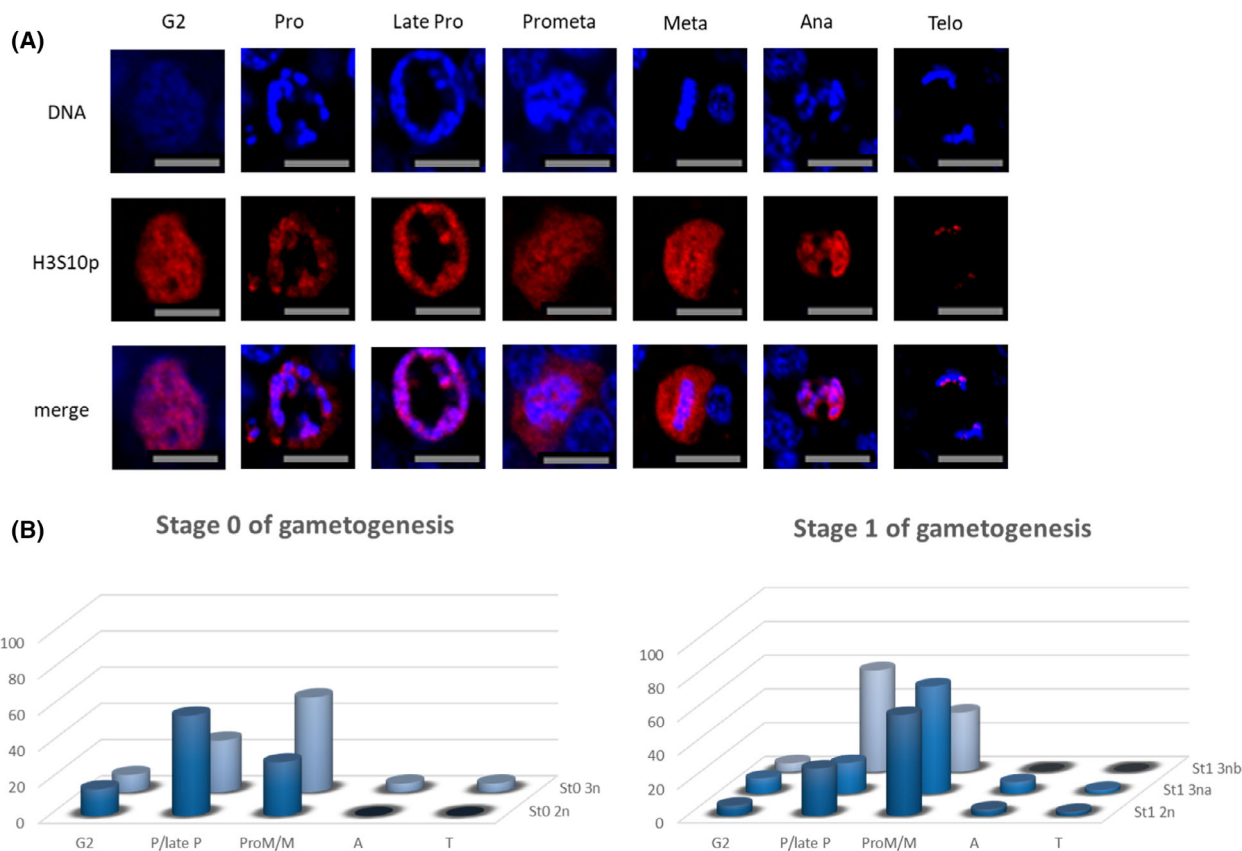 (A)
G2 Pro Late Pro Prometa Meta Ana Telo
DNA
H3S10p
merge
(B)
Stage 0 of gametogenesis
100
80
60
40
20
0
G2 P/late P ProM/M A T
St0 3n
St0 2n
Stage 1 of gametogenesis
100
80
60
40
20
0
G2 P/late P ProM/M A T
St1 3nb
St1 3na
St1 2n